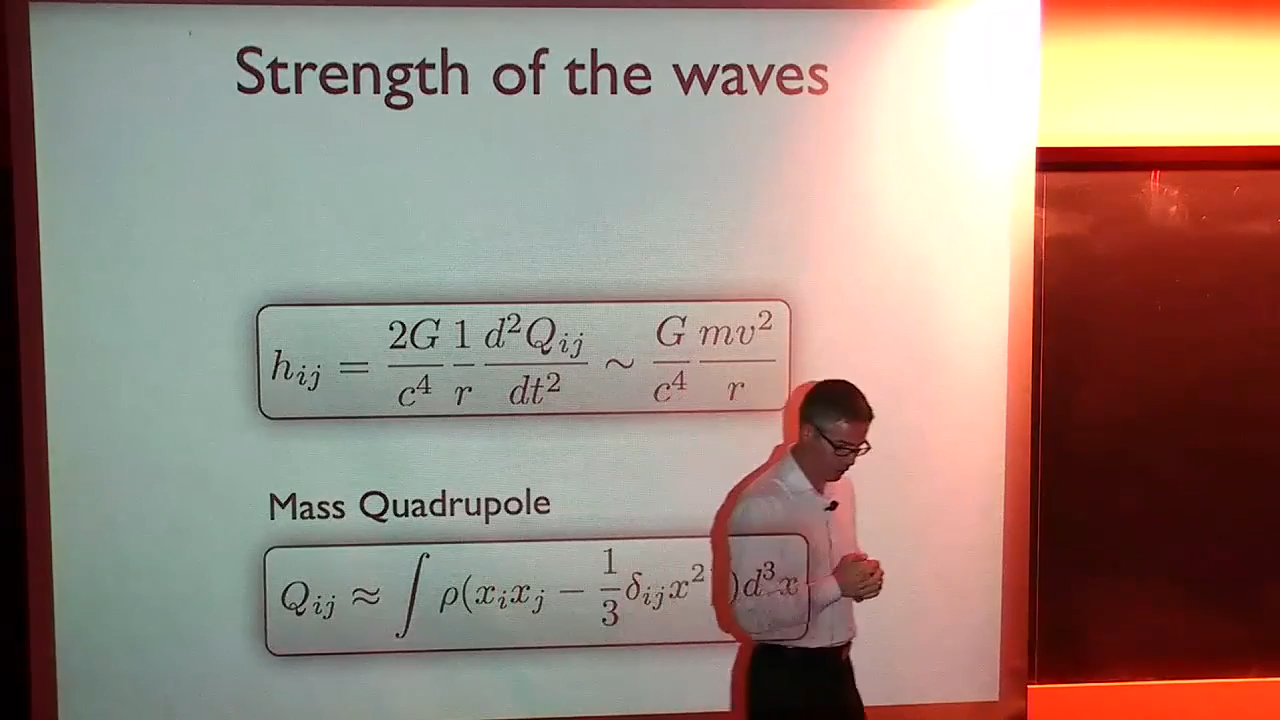 Strength of the waves
h_{ij} = \frac{2G}{c^4} \frac{1}{r} \frac{d^2 Q_{ij}}{dt^2} \sim \frac{G}{c^4} \frac{mv^2}{r}
Mass Quadrupole
Q_{ij} \approx \int \rho(x_i x_j - \frac{1}{3} \delta_{ij} x^2) d^3x